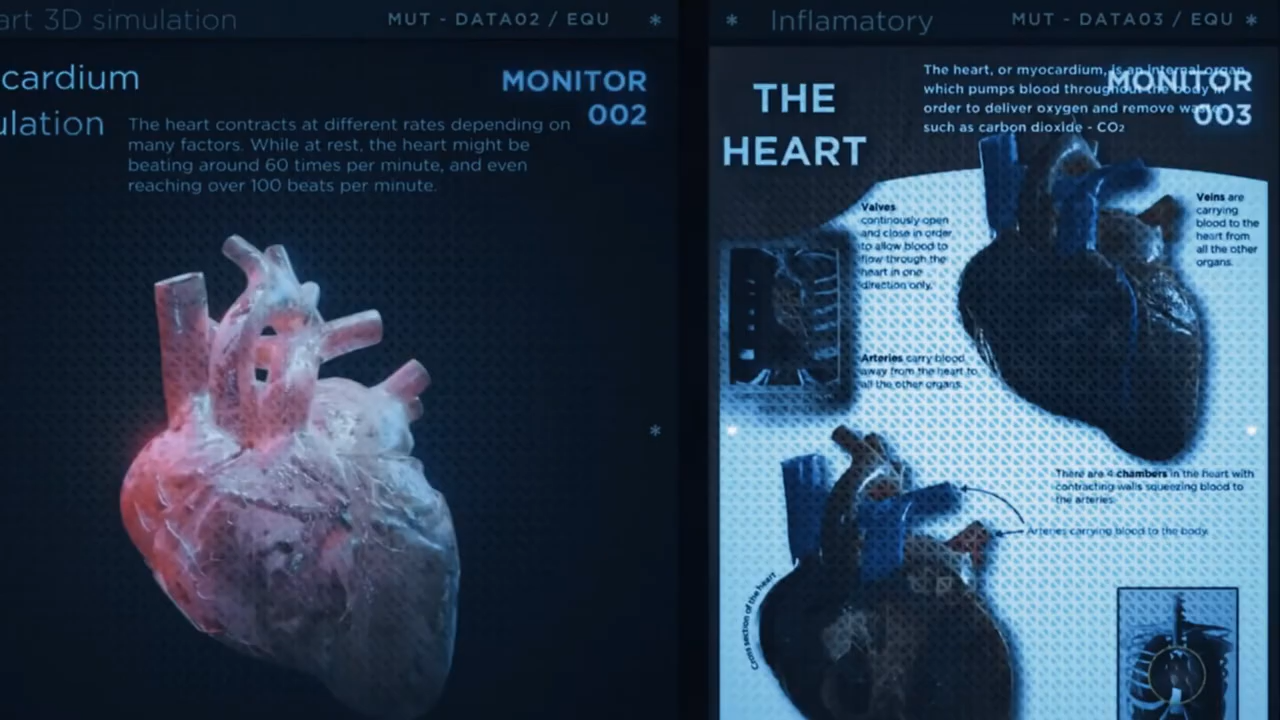 art 3D simulation
MUT - DATA02 / EQU *
cardium
ulation
MONITOR
002
The heart contracts at different rates depending on
many factors. While at rest, the heart might be
beating around 60 times per minute, and even
reaching over 100 beats per minute.
*
* Inflamatory
MUT - DATA03 / EQU *
THE
HEART
The heart, or myocardium, is an internal organ
which pumps blood throughout the body in
order to deliver oxygen and remove waste
such as carbon dioxide - CO₂
MONITOR
003
Valves
continously open
and close in order
to allow blood to
flow through the
heart in one
direction only.
Veins are
carrying
blood to the
heart from
all the other
organs.
Arteries carry blood
away from the heart to
all the other organs.
There are 4 chambers in the heart with
contracting walls squeezing blood to
the arteries.
Arteries carrying blood to the body.
Cross section of the heart